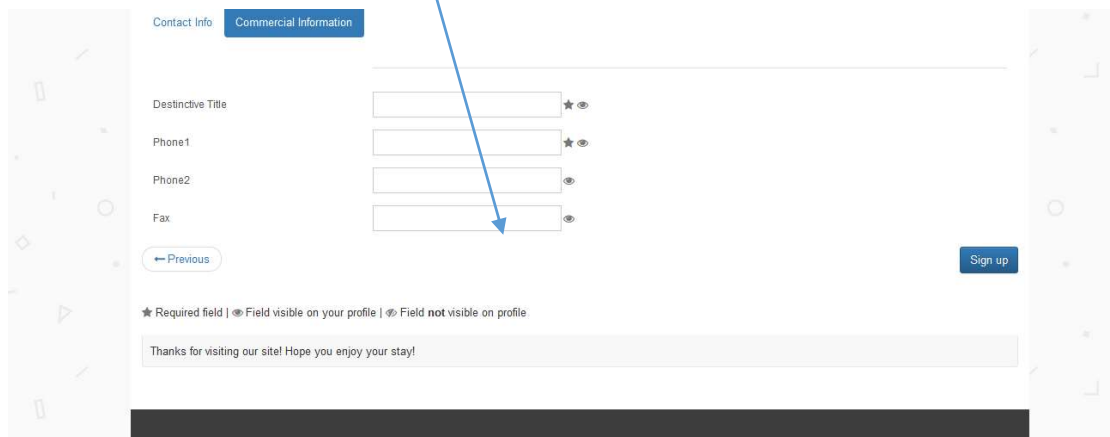 Contact Info Commercial Information
Destinctive Title
Phone1
Phone2
Fax
Previous Sign up
Required field | Field visible on your profile | Field not visible on profile
Thanks for visiting our site! Hope you enjoy your stay!